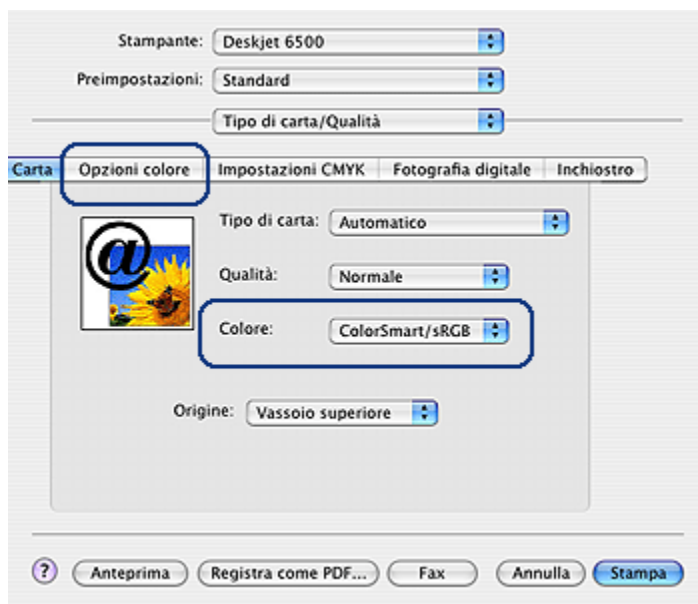 Stampante: Deskjet 6500
Preimpostazioni: Standard
Tipo di carta/Qualità
Carta Opzioni colore Impostazioni CMYK Fotografia digitale Inchiostro
@
Tipo di carta: Automatico
Qualità: Normale
Colore: ColorSmart/sRGB
Origine: Vassoio superiore
? Anteprima Registra come PDF... Fax Annulla Stampa